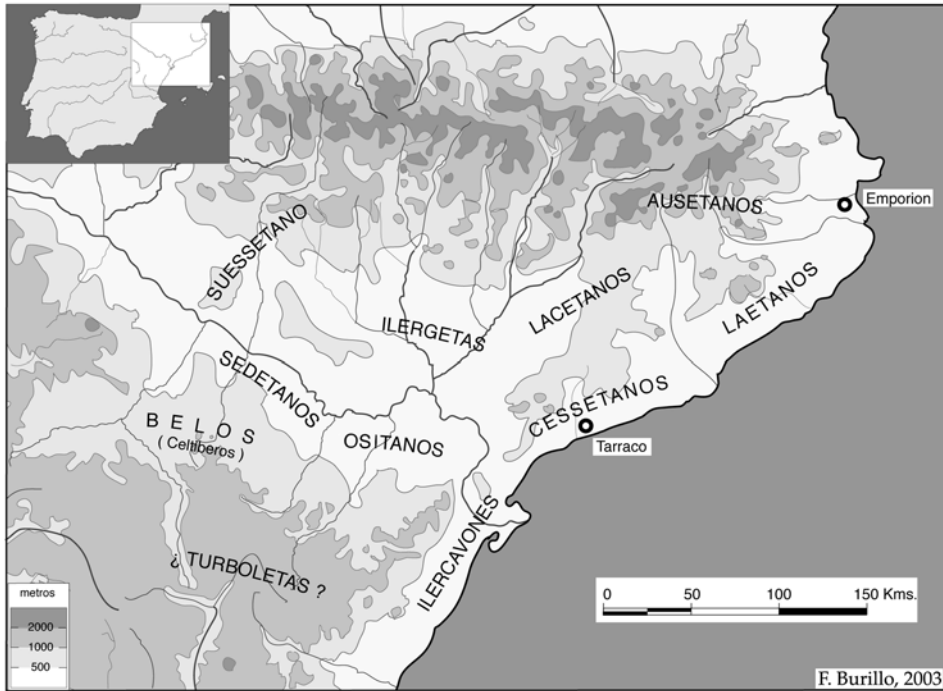 AUSETANOS
Emporion
SUESSETANO
LACETANOS
LAETANOS
ILERGETAS
SEDETANOS
CESSETANOS
BELOS
( Celtiberos )
OSITANOS
Tarraco
ILERCAVONES
¿ TURBOLETAS ?
metros
2000
1000
500
0 50 100 150 Kms.
F. Burillo, 2003